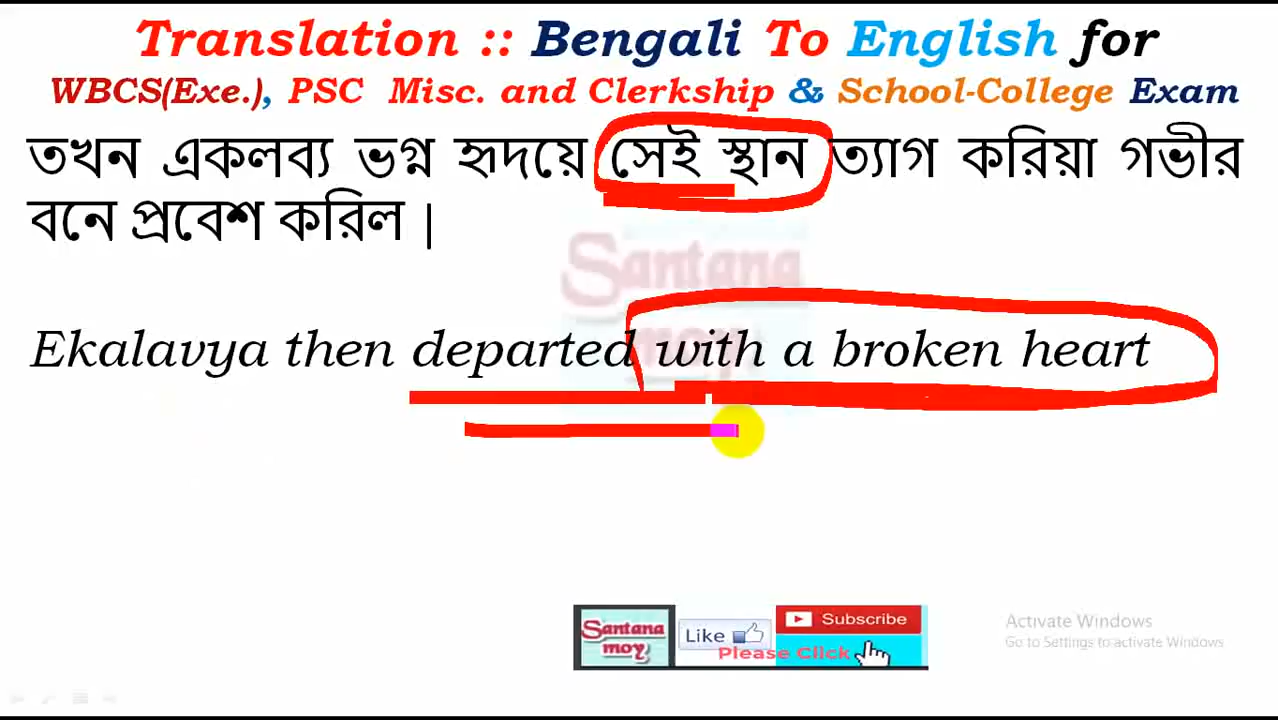 Translation :: Bengali To English for
WBCS(Exe.), PSC Misc. and Clerkship & School-College Exam
তখন একলব্য ভগ্ন হৃদয়ে সেই স্থান ত্যাগ করিয়া গভীর
বনে প্রবেশ করিল।
Santana
moy
Ekalavya then departed with a broken heart
Santana
moy
Like
Subscribe
Please Click
Activate Windows
Go to Settings to activate Windows